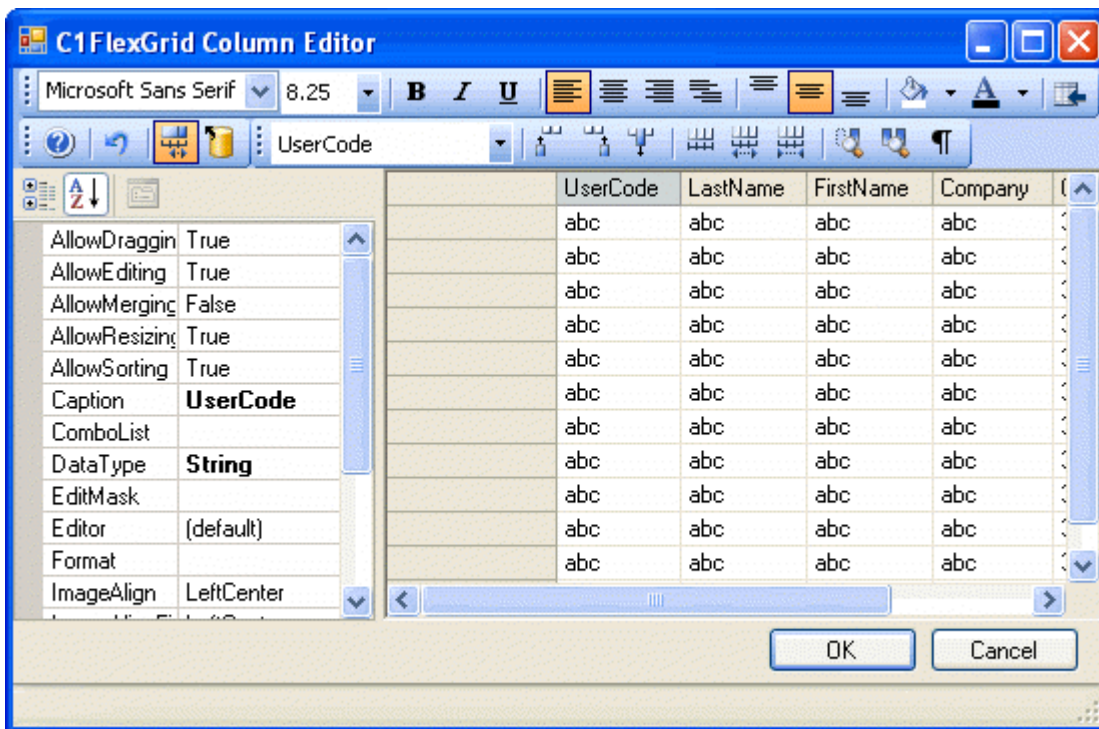 C1FlexGrid Column Editor
Microsoft Sans Serif 8.25 B I U A
UserCode
A Z
UserCode LastName FirstName Company
AllowDraggin True
AllowEditing True
AllowMerging False
AllowResizing True
AllowSorting True
Caption UserCode
ComboList
DataType String
EditMask
Editor (default)
Format
ImageAlign LeftCenter
abc abc abc abc
abc abc abc abc
abc abc abc abc
abc abc abc abc
abc abc abc abc
abc abc abc abc
abc abc abc abc
abc abc abc abc
abc abc abc abc
abc abc abc abc
abc abc abc abc
OK Cancel